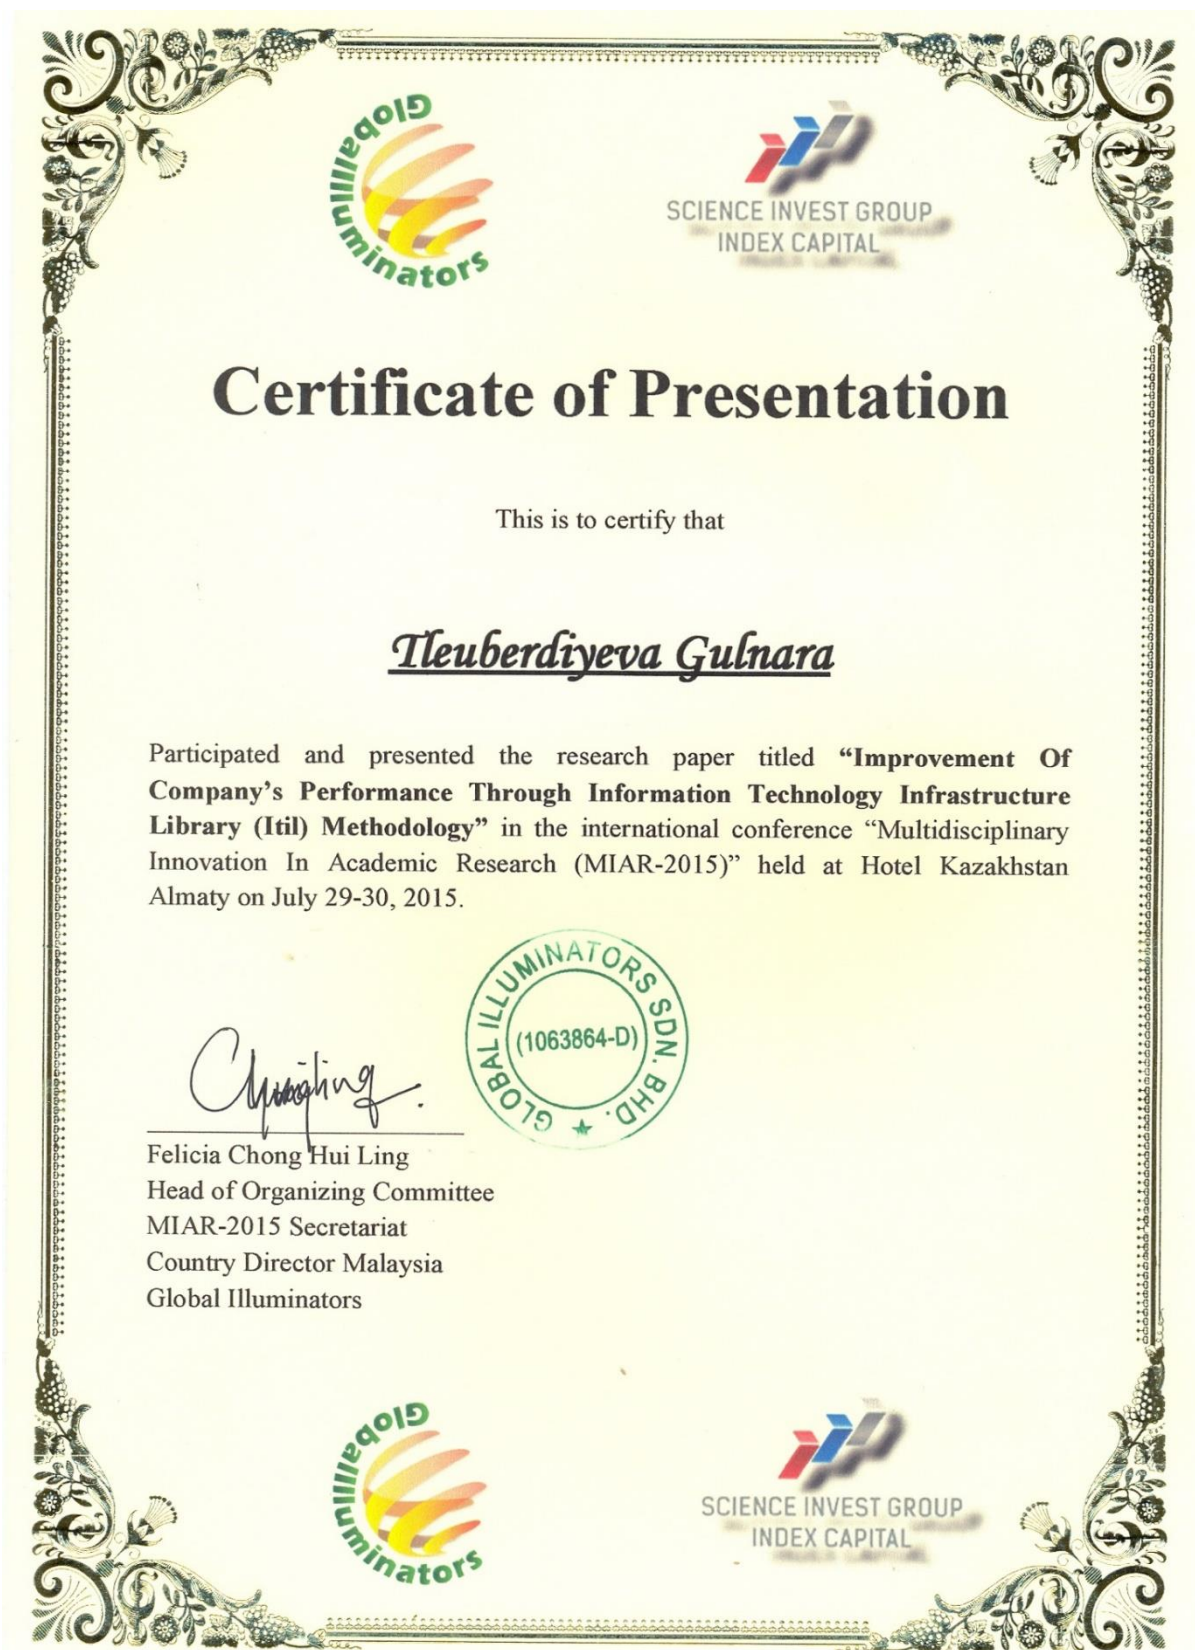 GlobalIlluminators
SCIENCE INVEST GROUP
INDEX CAPITAL
Certificate of Presentation
This is to certify that
Tleuberdiyeva Gulnara
Participated and presented the research paper titled “Improvement Of
Company’s Performance Through Information Technology Infrastructure
Library (Itil) Methodology” in the international conference “Multidisciplinary
Innovation In Academic Research (MIAR-2015)” held at Hotel Kazakhstan
Almaty on July 29-30, 2015.
GLOBAL ILLUMINATORS SDN. BHD.
(1063864-D)
Felicia Chong Hui Ling
Head of Organizing Committee
MIAR-2015 Secretariat
Country Director Malaysia
Global Illuminators
GlobalIlluminators
SCIENCE INVEST GROUP
INDEX CAPITAL